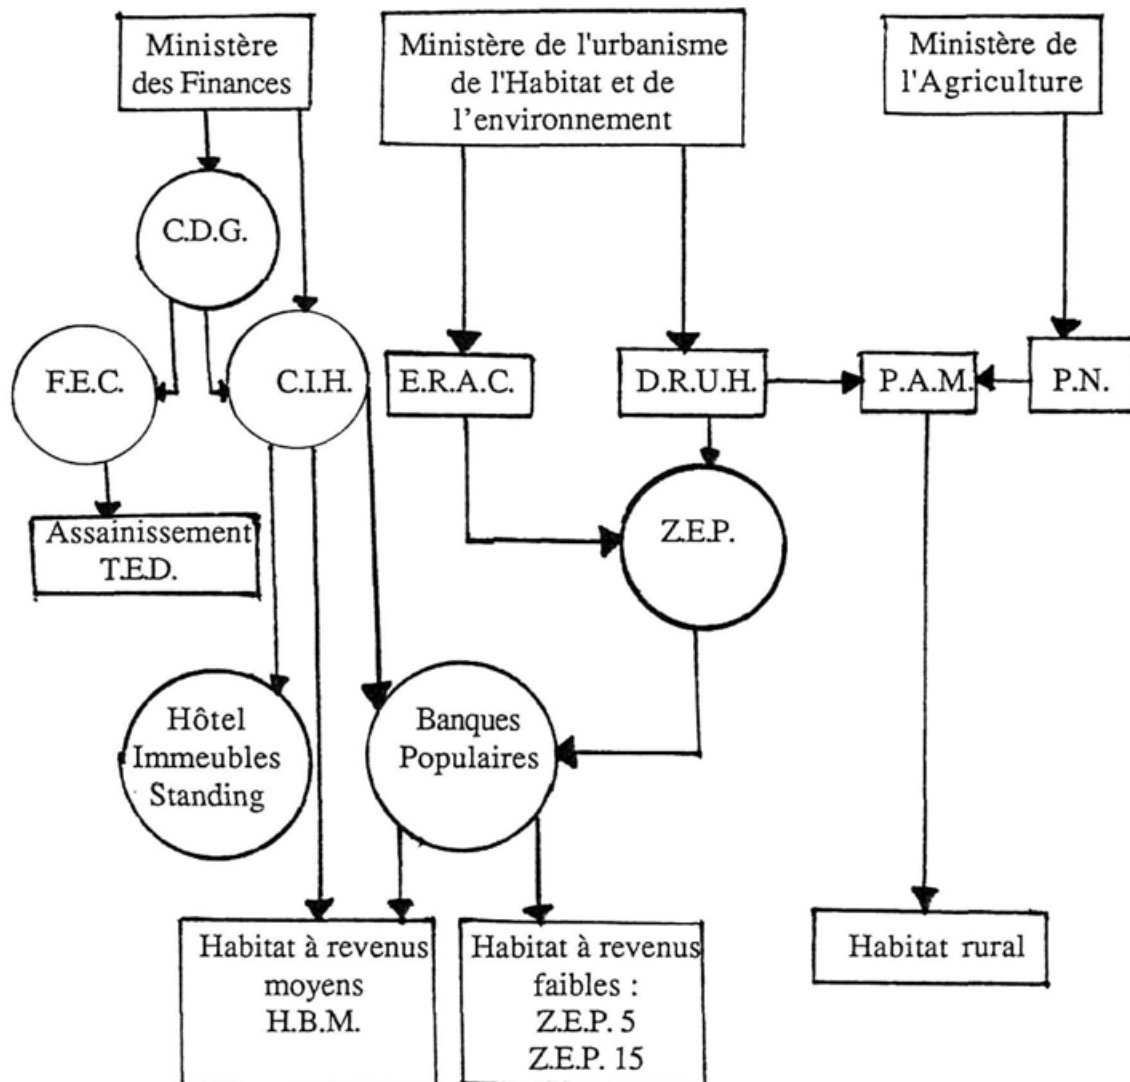 Ministère
des Finances
Ministère de l'urbanisme
de l'Habitat et de
l'environnement
Ministère de
l'Agriculture
C.D.G.
F.E.C.
C.I.H.
E.R.A.C.
D.R.U.H.
P.A.M.
P.N.
Assainissement
T.E.D.
Z.E.P.
Hôtel
Immeubles
Standing
Banques
Populaires
Habitat à revenus
moyens
H.B.M.
Habitat à revenus
faibles :
Z.E.P. 5
Z.E.P. 15
Habitat rural